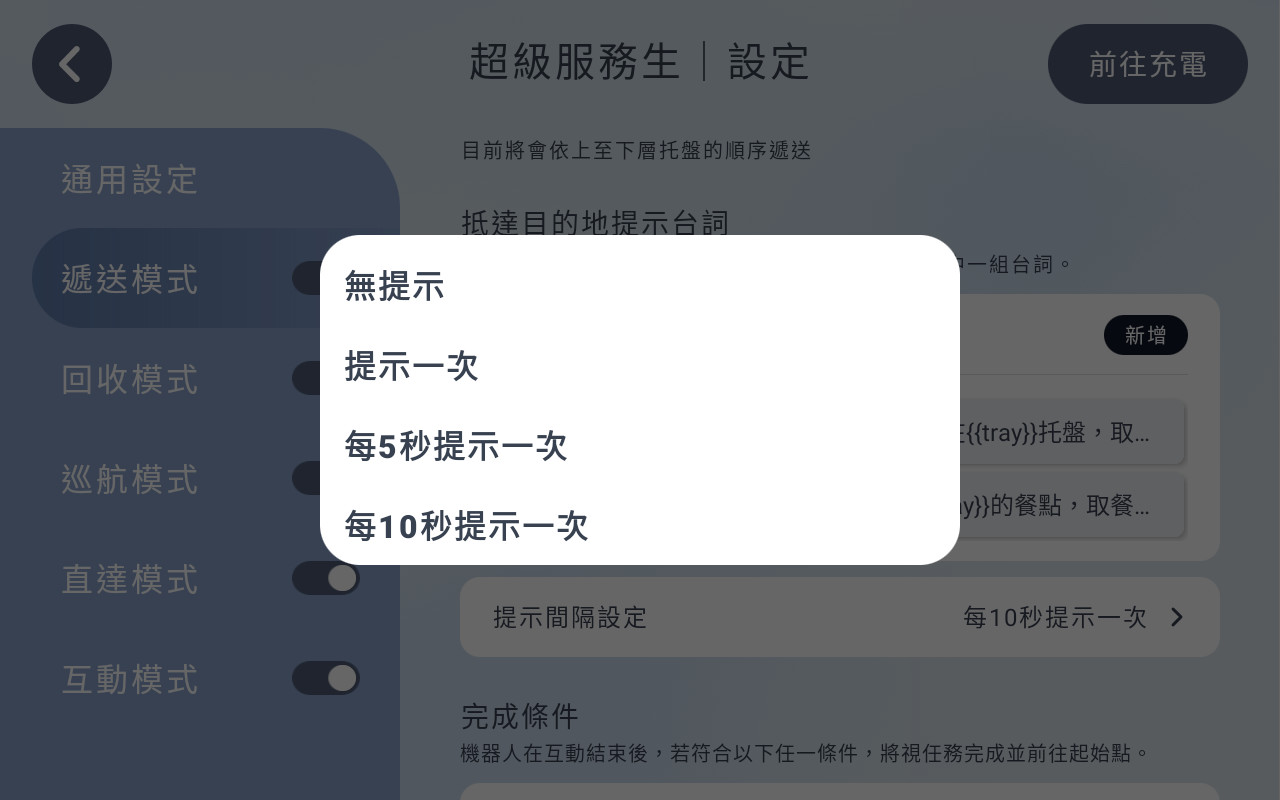 超級服務生｜設定
前往充電
通用設定
遞送模式
回收模式
巡航模式
直達模式
互動模式
目前將會依上至下層托盤的順序遞送
抵達目的地提示台詞
一組台詞。
新增
{{tray}}托盤，取...
}}的餐點，取餐...
無提示
提示一次
每5秒提示一次
每10秒提示一次
提示間隔設定
每10秒提示一次
完成條件
機器人在互動結束後，若符合以下任一條件，將視任務完成並前往起始點。